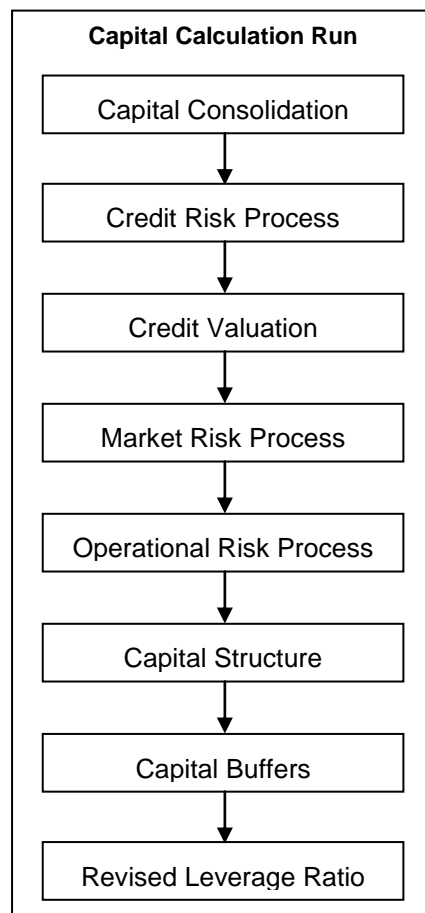 Capital Calculation Run
Capital Consolidation
Credit Risk Process
Credit Valuation
Market Risk Process
Operational Risk Process
Capital Structure
Capital Buffers
Revised Leverage Ratio